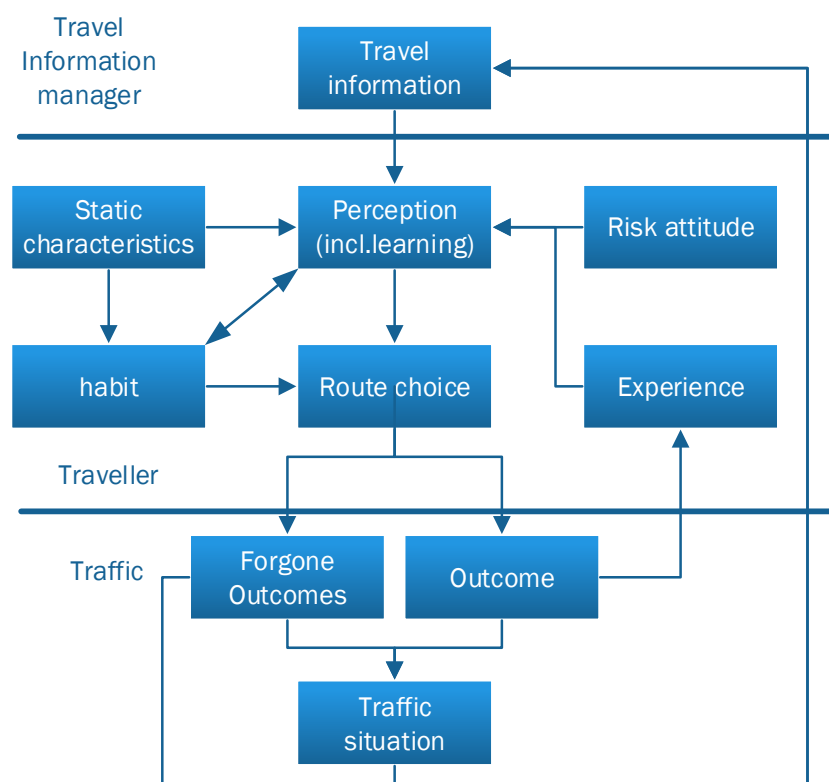 Travel
Information
manager
Travel
information
Static
characteristics
Perception
(incl.learning)
Risk attitude
habit
Route choice
Experience
Traveller
Traffic
Forgone
Outcomes
Outcome
Traffic
situation